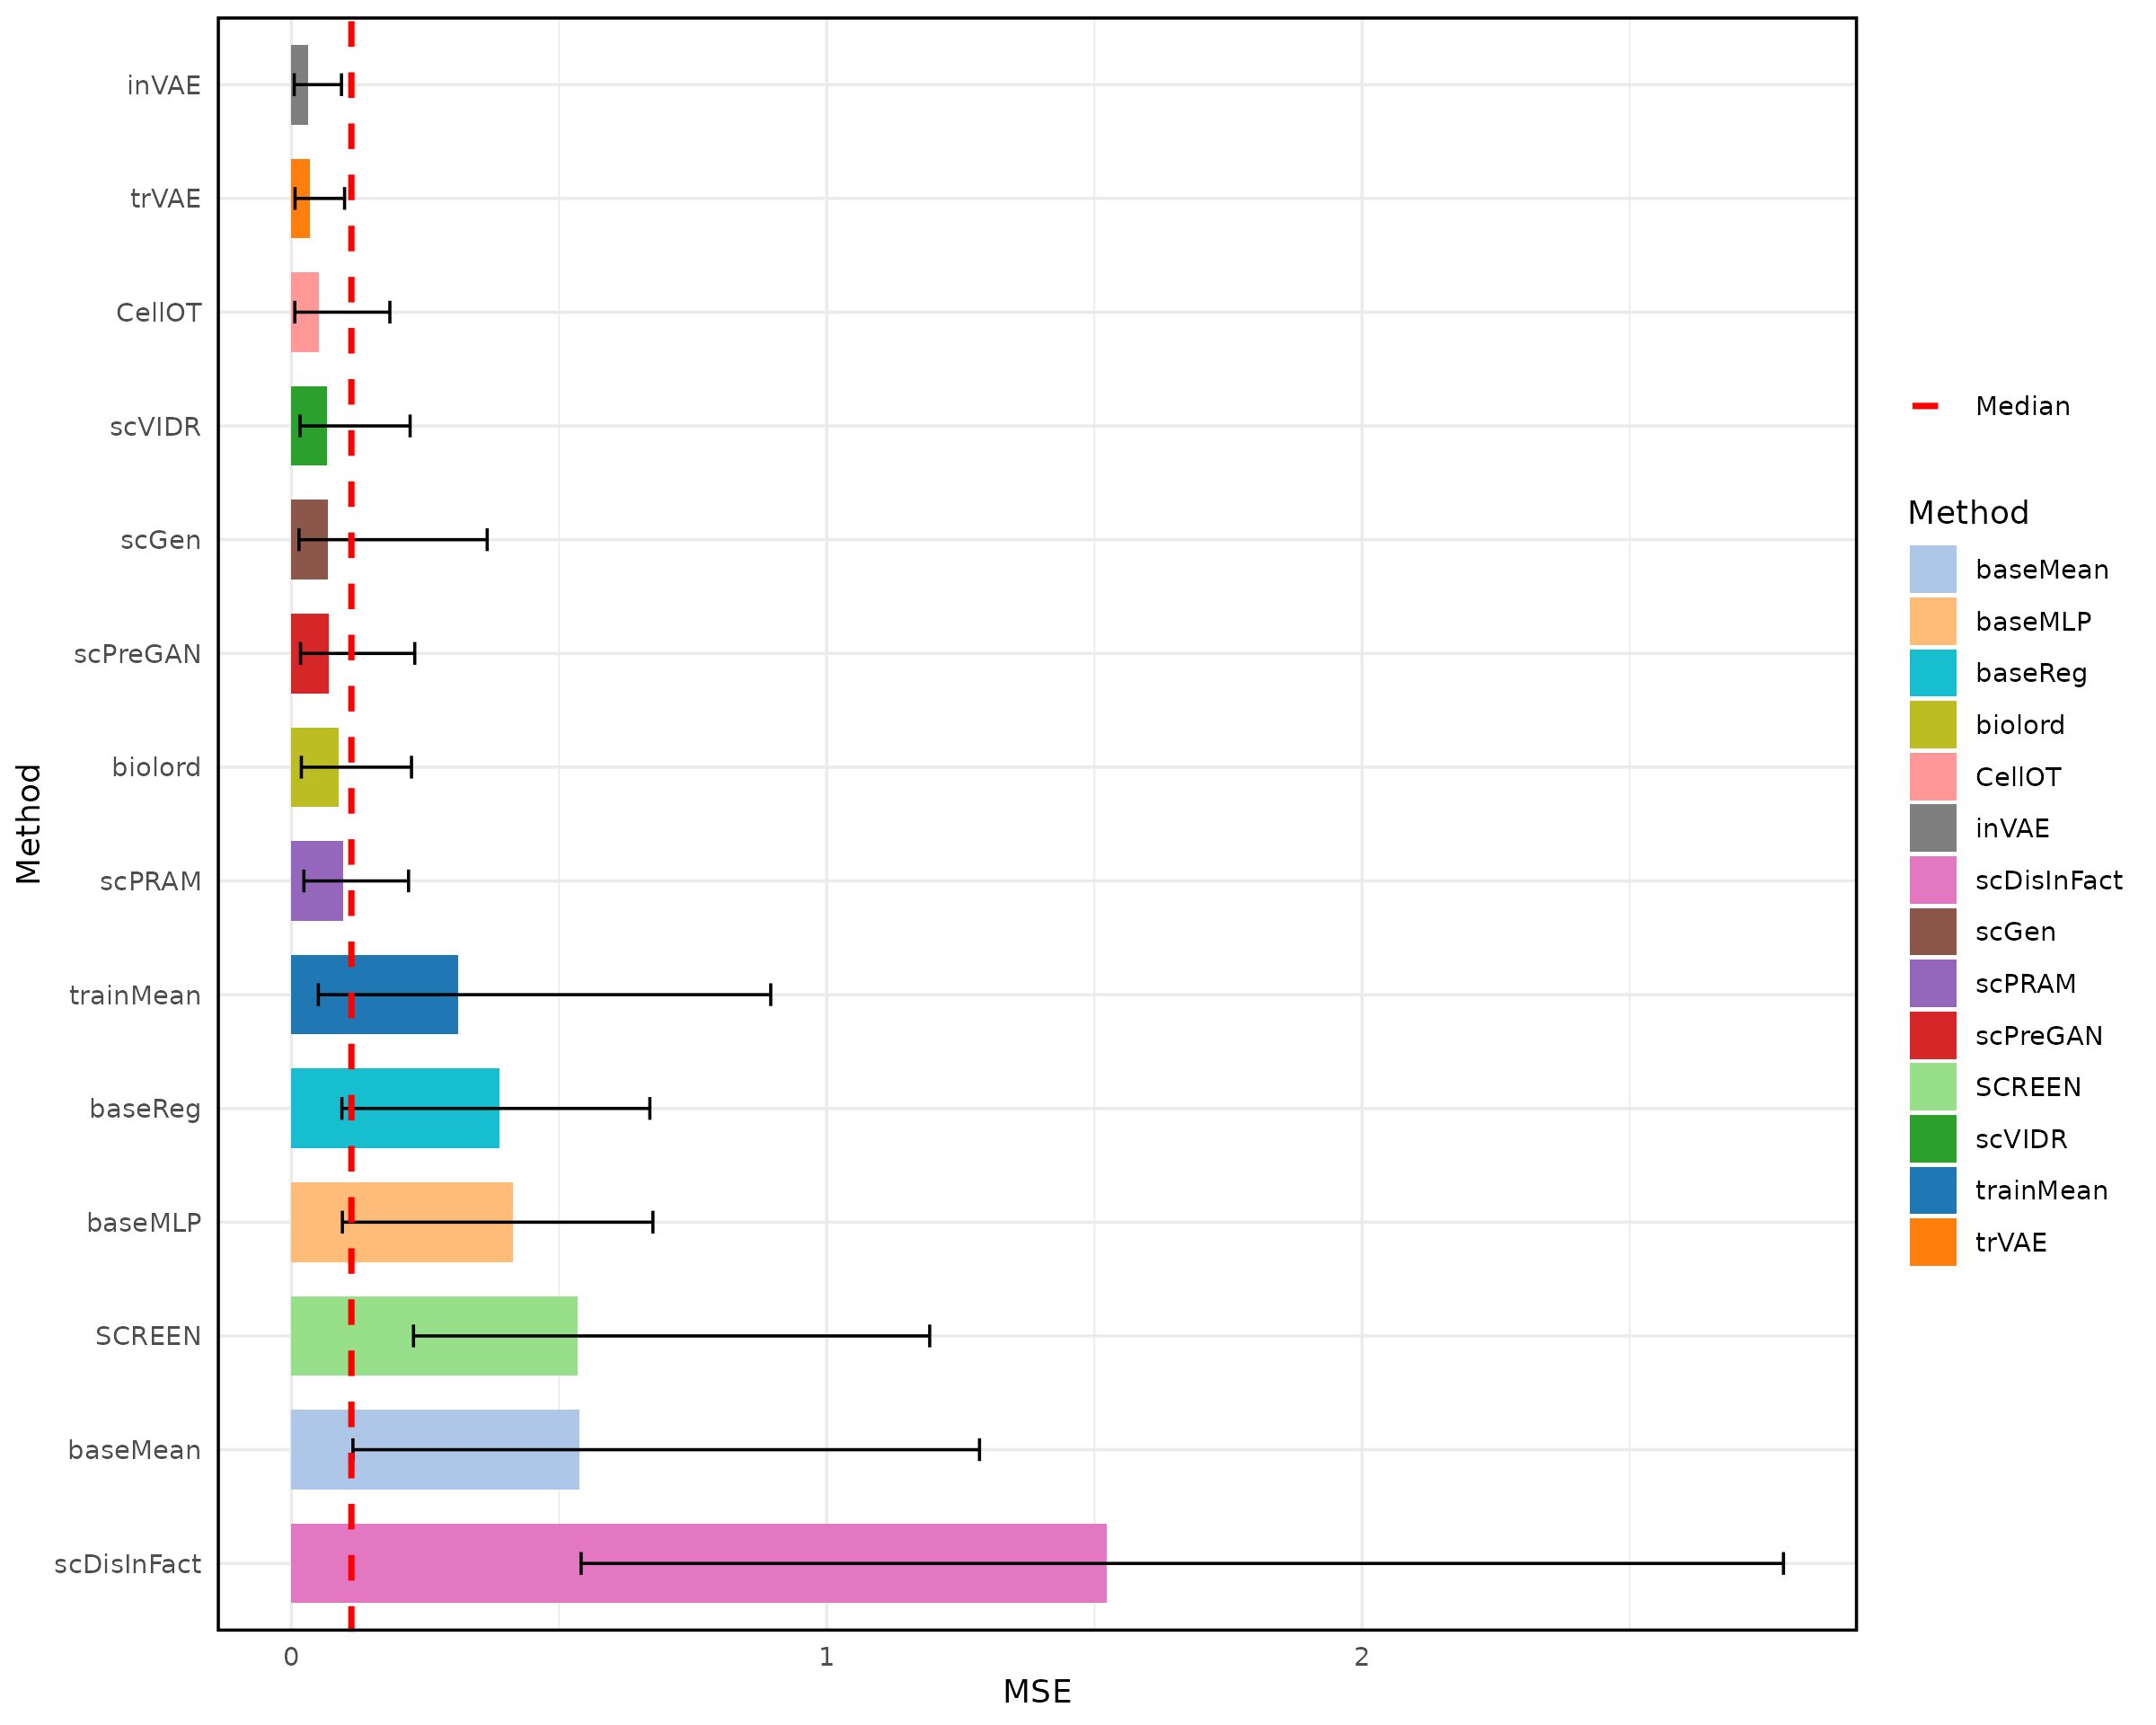 Method
inVAE
trVAE
CellOT
scVIDR
scGen
scPreGAN
biolord
scPRAM
trainMean
baseReg
baseMLP
SCREEN
baseMean
scDisInFact
0
1
2
MSE
Median
Method
baseMean
baseMLP
baseReg
biolord
CellOT
inVAE
scDisInFact
scGen
scPRAM
scPreGAN
SCREEN
scVIDR
trainMean
trVAE